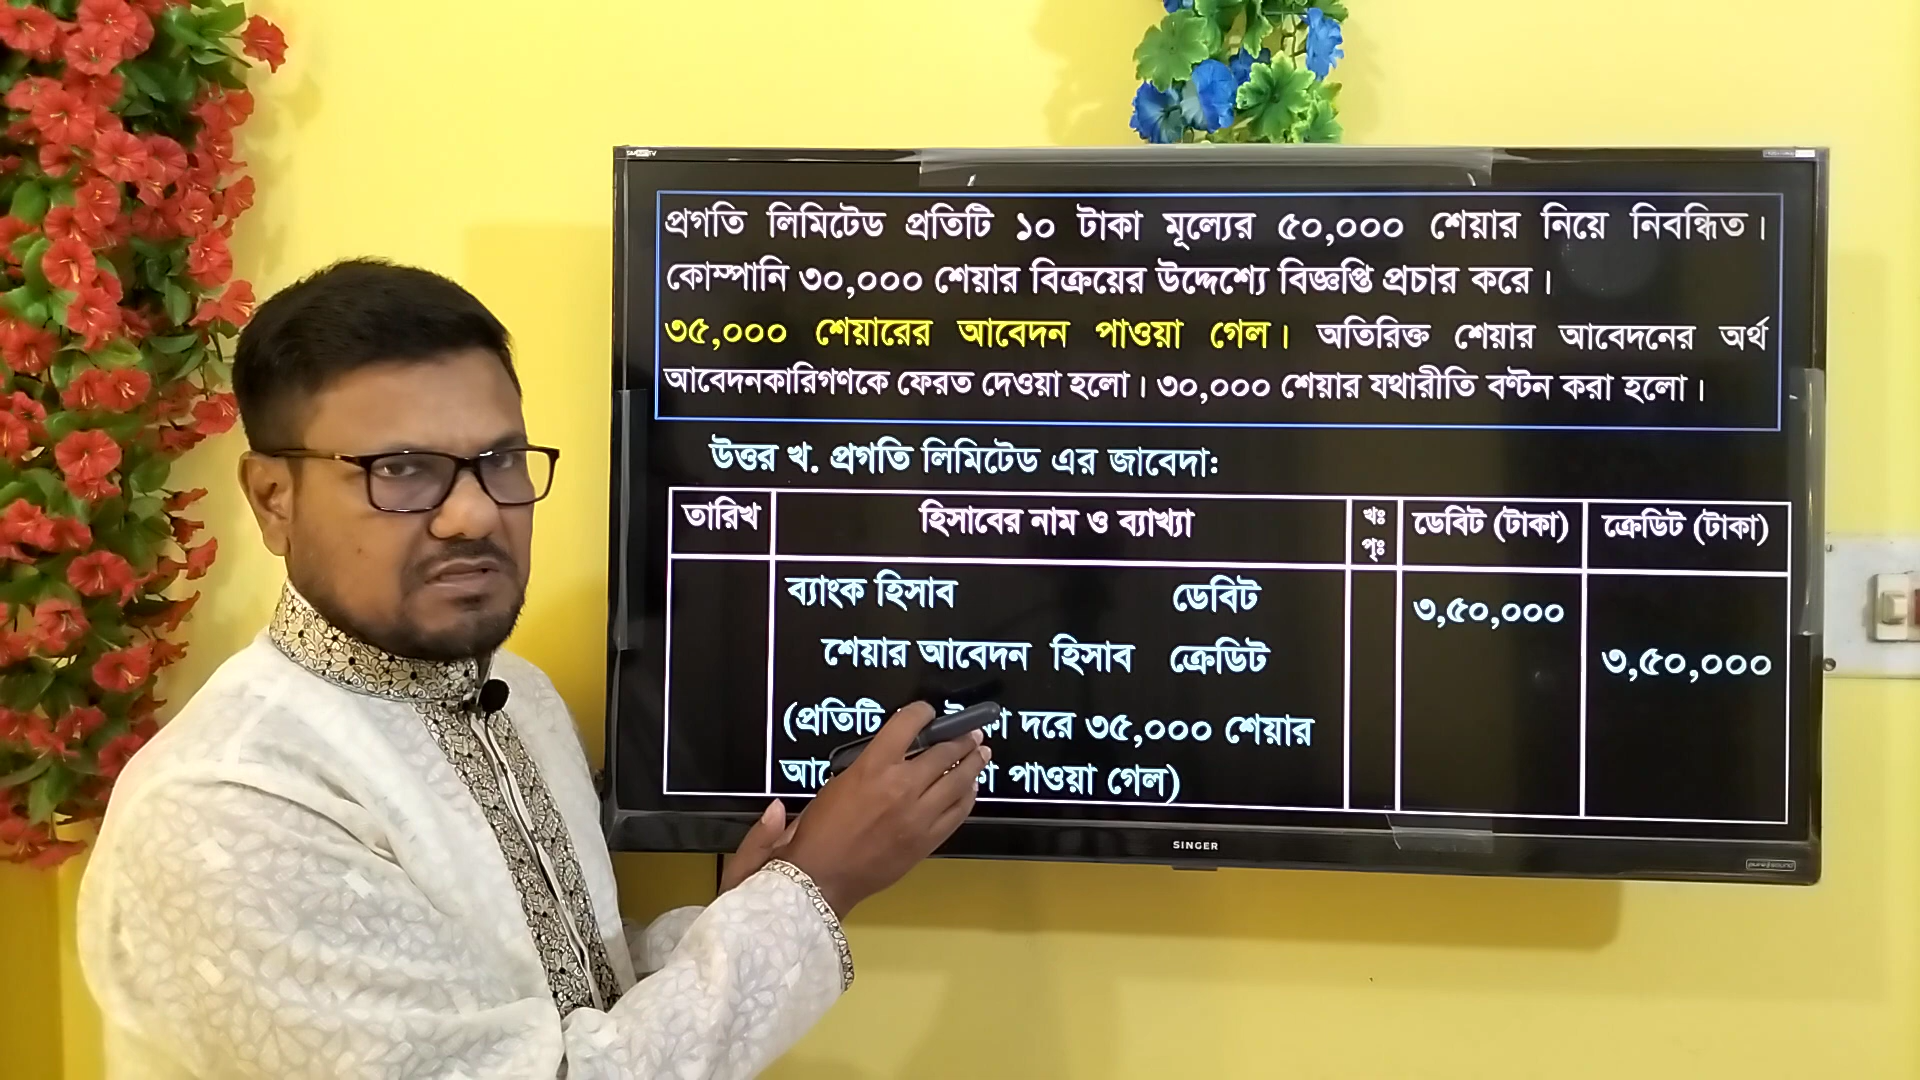 প্রগতি লিমিটেড প্রতিটি ১০ টাকা মূল্যের ৫০,০০০ শেয়ার নিয়ে নিবন্ধিত।
কোম্পানি ৩০,০০০ শেয়ার বিক্রয়ের উদ্দেশ্যে বিজ্ঞপ্তি প্রচার করে।
৩৫,০০০ শেয়ারের আবেদন পাওয়া গেল। অতিরিক্ত শেয়ার আবেদনের অর্থ
আবেদনকারিগণকে ফেরত দেওয়া হলো। ৩০,০০০ শেয়ার যথারীতি বণ্টন করা হলো।
উত্তর খ. প্রগতি লিমিটেড এর জাবেদা:
তারিখ হিসাবের নাম ও ব্যাখ্যা খঃ পৃঃ ডেবিট (টাকা) ক্রেডিট (টাকা)
ব্যাংক হিসাব ডেবিট ৩,৫০,০০০
শেয়ার আবেদন হিসাব ক্রেডিট ৩,৫০,০০০
(প্রতিটি দরে ৩৫,০০০ শেয়ার
পাওয়া গেল)
SINGER